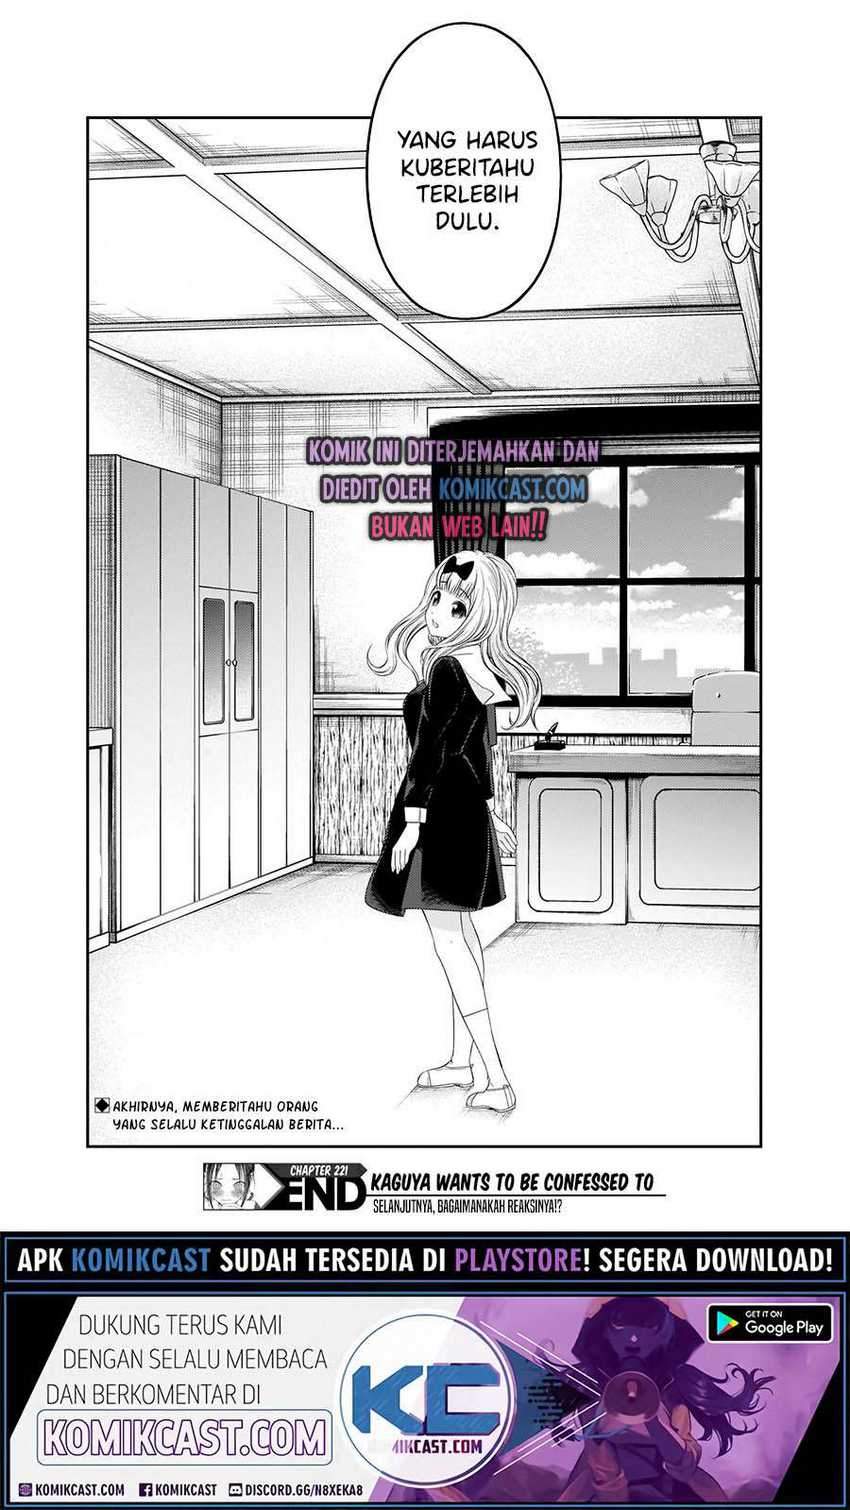 YANG HARUS
KUBERITAHU
TERLEBIH
DULU.
KOMIK INI DITERJEMAHKAN DAN
DIEDIT OLEH KOMIKCAST.COM
BUKAN WEB LAIN!!
AKHIRNYA, MEMBERITAHU ORANG
YANG SELALU KETINGGALAN BERITA...
CHAPTER 221
END
KAGUYA WANTS TO BE CONFESSED TO
SELANJUTNYA, BAGAIMANAKAH REAKSINYA!?
APK KOMIKCAST SUDAH TERSEDIA DI PLAYSTORE! SEGERA DOWNLOAD!
DUKUNG TERUS KAMI
DENGAN SELALU MEMBACA
DAN BERKOMENTAR DI
KOMIKCAST.COM
KC
MIKCAST.COM
GET IT ON
Google Play
KOMIKCAST.COM KOMIKCAST DISCORD.GG/N8XEKA8